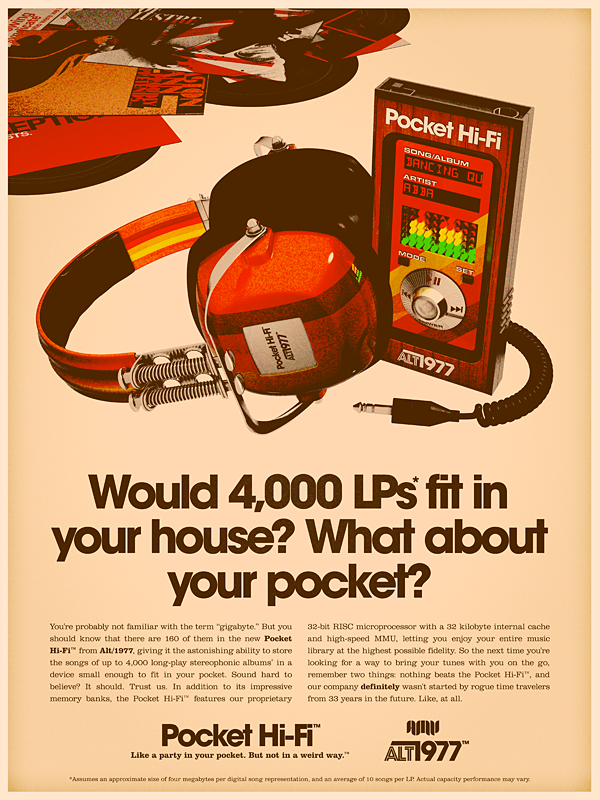 EPTION
STS.
Pocket Hi-Fi
SONG/ALBUM
DANCING QU
ARTIST
ABBA
MODE
SET
POWER
ALT1977
Pocket Hi-Fi™
ALT1977
Would 4,000 LPs* fit in
your house? What about
your pocket?
You're probably not familiar with the term “gigabyte.” But you
should know that there are 160 of them in the new Pocket
Hi-Fi™ from Alt/1977, giving it the astonishing ability to store
the songs of up to 4,000 long-play stereophonic albums* in a
device small enough to fit in your pocket. Sound hard to
believe? It should. Trust us. In addition to its impressive
memory banks, the Pocket Hi-Fi™ features our proprietary
32-bit RISC microprocessor with a 32 kilobyte internal cache
and high-speed MMU, letting you enjoy your entire music
library at the highest possible fidelity. So the next time you're
looking for a way to bring your tunes with you on the go,
remember two things: nothing beats the Pocket Hi-Fi™, and
our company definitely wasn't started by rogue time travelers
from 33 years in the future. Like, at all.
Pocket Hi-Fi™
Like a party in your pocket. But not in a weird way.™
ALT1977™
*Assumes an approximate size of four megabytes per digital song representation, and an average of 10 songs per LP. Actual capacity performance may vary.